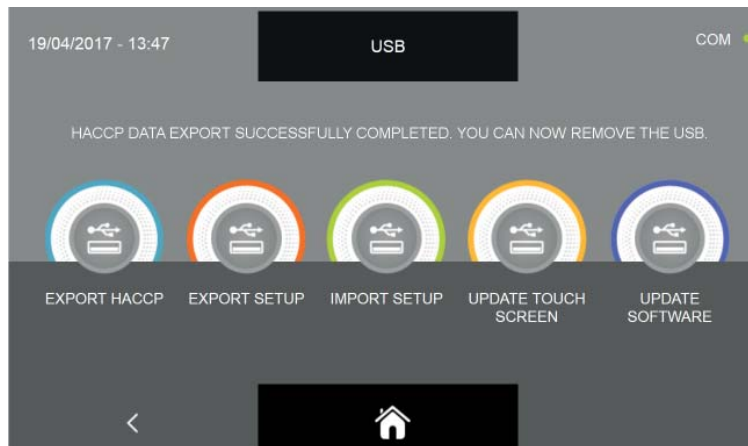 19/04/2017 - 13:47
USB
COM
HACCP DATA EXPORT SUCCESSFULLY COMPLETED. YOU CAN NOW REMOVE THE USB.
EXPORT HACCP
EXPORT SETUP
IMPORT SETUP
UPDATE TOUCH
SCREEN
UPDATE
SOFTWARE